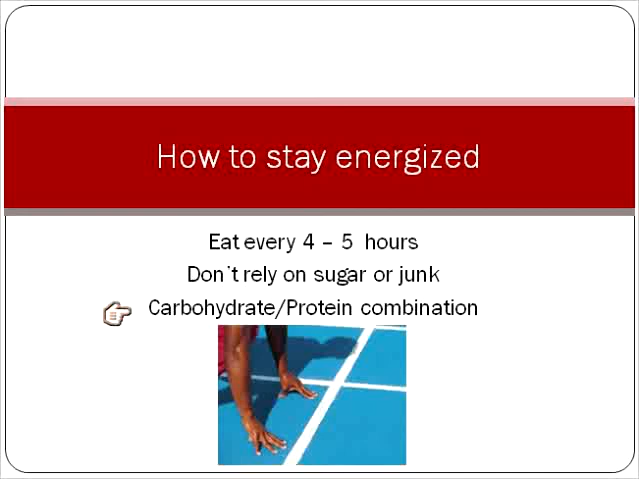 How to stay energized
Eat every 4 – 5 hours
Don't rely on sugar or junk
Carbohydrate/Protein combination